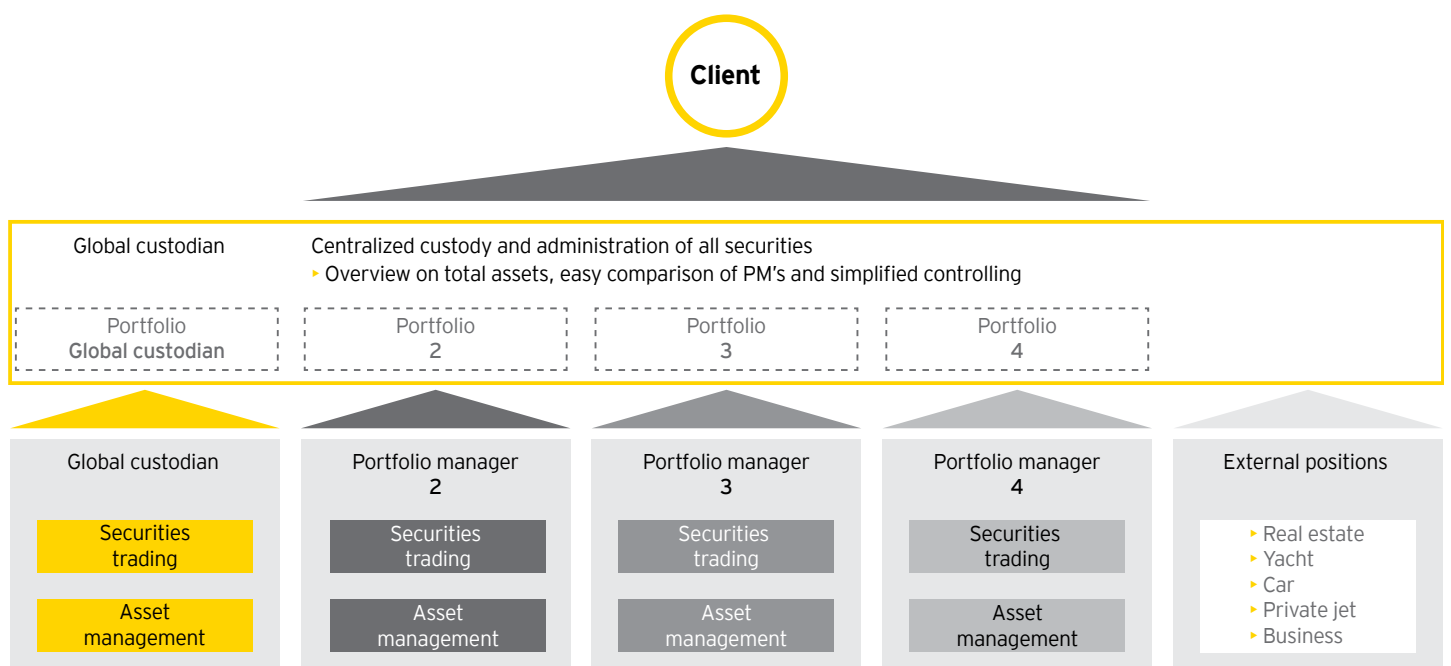 Client
Global custodian
Centralized custody and administration of all securities
‣ Overview on total assets, easy comparison of PM's and simplified controlling
Portfolio
Global custodian
Portfolio
2
Portfolio
3
Portfolio
4
Global custodian
Securities
trading
Asset
management
Portfolio manager
2
Securities
trading
Asset
management
Portfolio manager
3
Securities
trading
Asset
management
Portfolio manager
4
Securities
trading
Asset
management
External positions
‣ Real estate
‣ Yacht
‣ Car
‣ Private jet
‣ Business